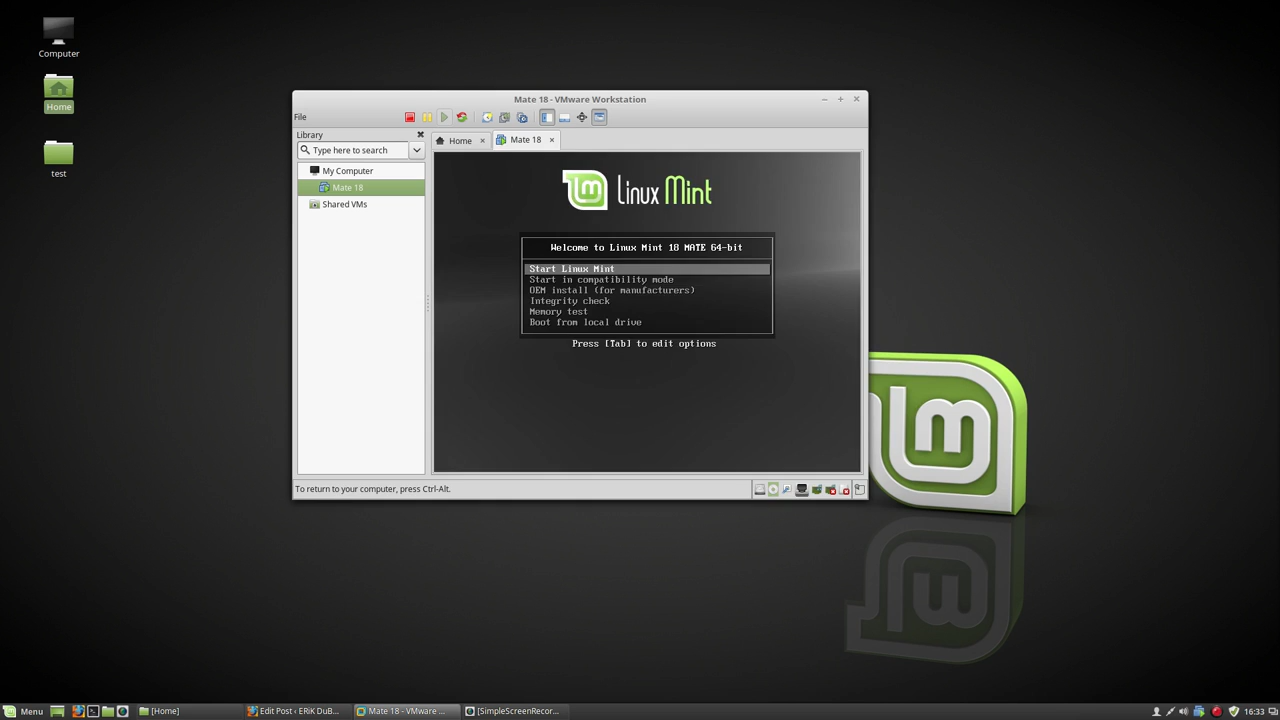 Computer
Home
test
Mate 18 - VMware Workstation
File
Library
Type here to search
My Computer
Mate 18
Shared VMs
Home
Mate 18
Linux Mint
Welcome to Linux Mint 18 MATE 64-bit
Start Linux Mint
Start in compatibility mode
OEM install (for manufacturers)
Integrity check
Memory test
Boot from local drive
Press [Tab] to edit options
To return to your computer, press Ctrl-Alt.
Menu
[Home]
Edit Post ‹ ERiK DuB...
Mate 18 - VMware ...
[SimpleScreenRecor...
16:33